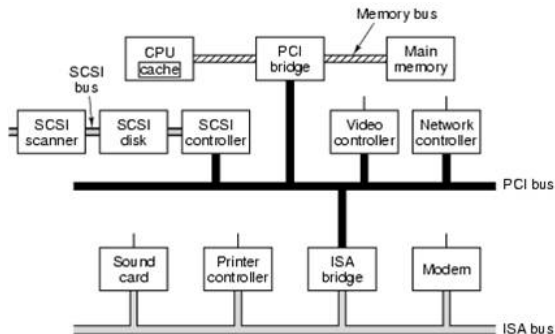 Memory bus
CPU
cache
PCI
bridge
Main
memory
SCSI
bus
SCSI
scanner
SCSI
disk
SCSI
controller
Video
controller
Network
controller
PCI bus
Sound
card
Printer
controller
ISA
bridge
Modem
ISA bus